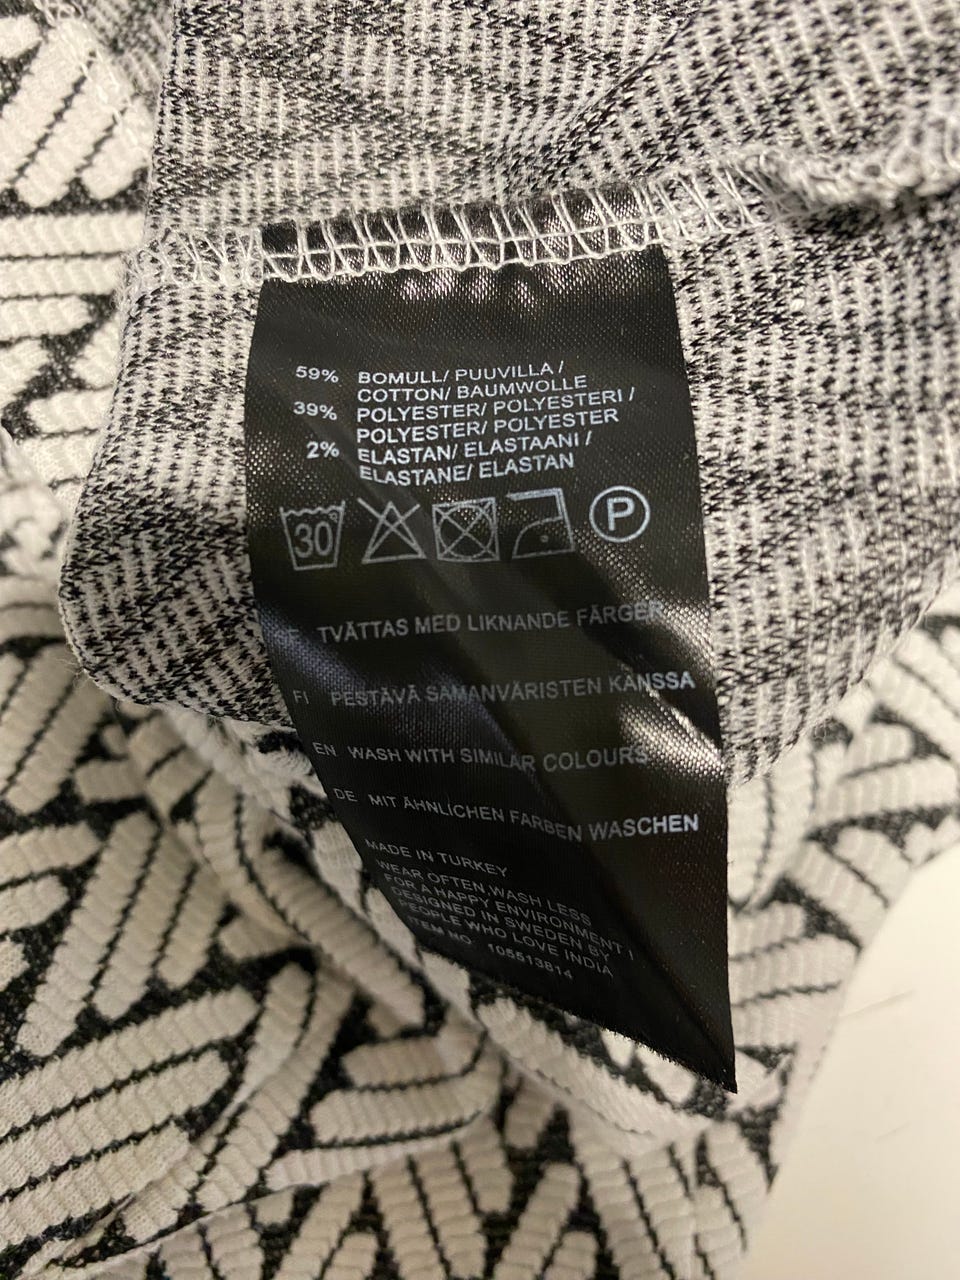 59% BOMULL/ PUUVILLA /
COTTON/ BAUMWOLLE
39% POLYESTER/ POLYESTERI /
POLYESTER/ POLYESTER
2% ELASTAN/ ELASTAANI /
ELASTANE/ ELASTAN
30 P
SE TVÄTTAS MED LIKNANDE FÄRGER
FI PESTÄVÄ SAMANVÄRISTEN KANSSA
EN WASH WITH SIMILAR COLOURS
DE MIT ÄHNLICHEN FARBEN WASCHEN
MADE IN TURKEY
WEAR OFTEN WASH LESS
FOR A HAPPY ENVIRONMENT !
DESIGNED IN SWEDEN BY
PEOPLE WHO LOVE INDIA
ITEM NO 105513814